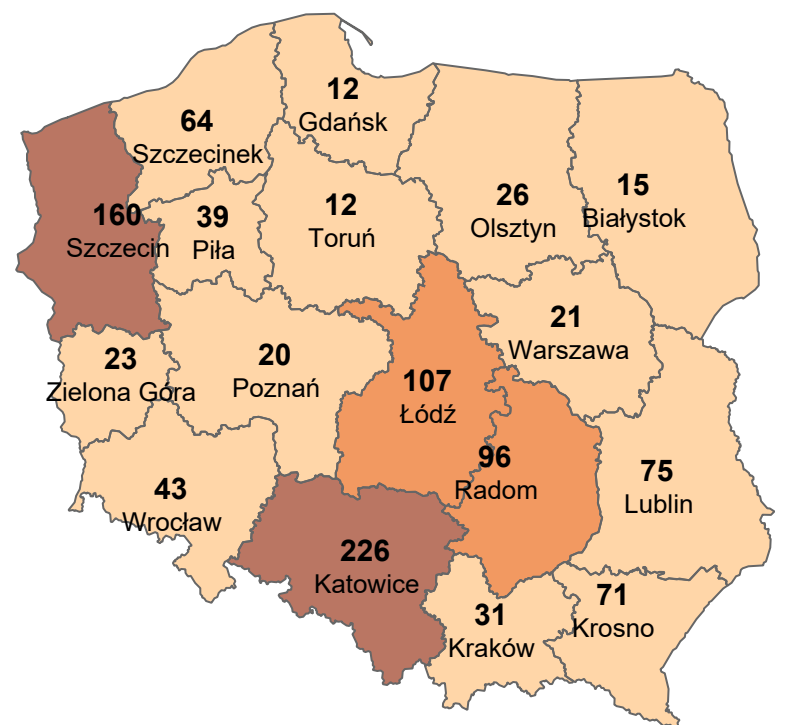 12
Gdańsk
64
Szczecinek
15
Białystok
26
Olsztyn
12
Toruń
39
Piła
160
Szczecin
21
Warszawa
23
Zielona Góra
20
Poznań
107
Łódź
96
Radom
75
Lublin
43
Wrocław
226
Katowice
71
Krosno
31
Kraków